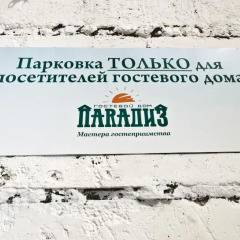 Парковка ТОЛЬКО для
посетителей гостевого дома
ГОСТЕВОЙ ДОМ
ПАРАДИЗ
Мастера гостеприимства